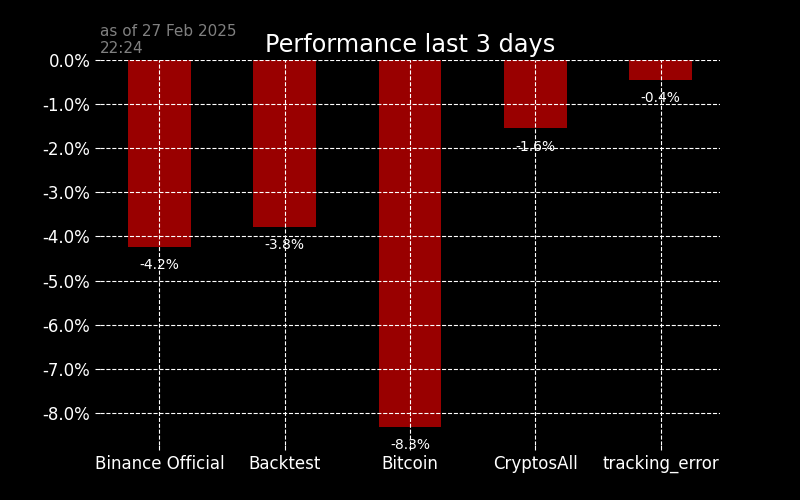 as of 27 Feb 2025
22:24
Performance last 3 days
0.0%
-1.0%
-2.0%
-3.0%
-4.0%
-5.0%
-6.0%
-7.0%
-8.0%
-4.2%
-3.8%
-8.3%
-1.6%
-0.4%
Binance Official
Backtest
Bitcoin
CryptosAll
tracking_error